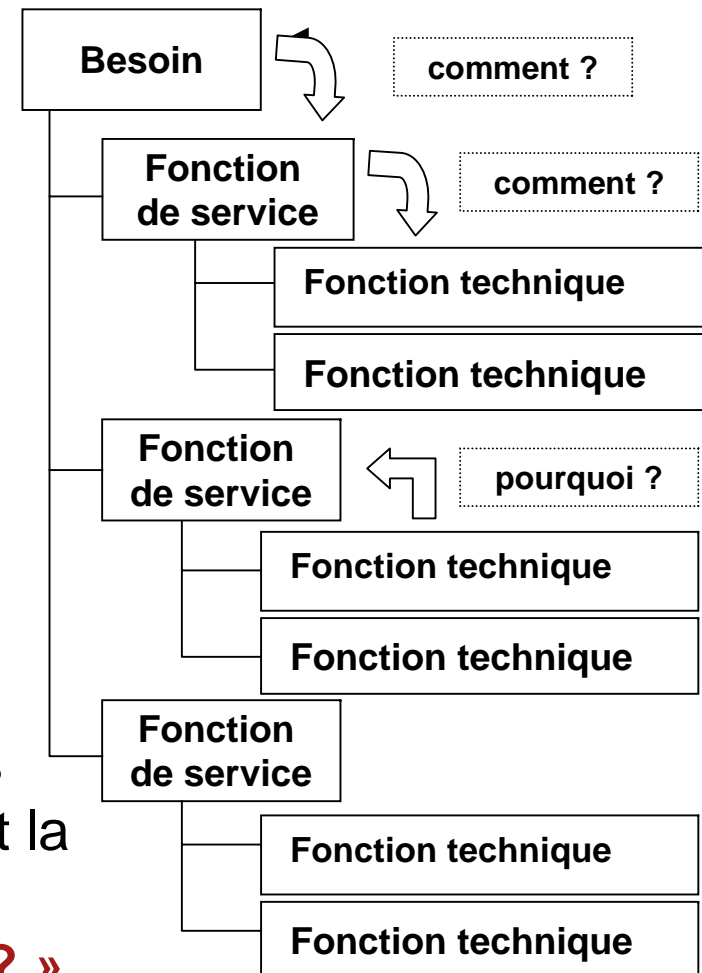 Besoin
comment ?
Fonction
de service
comment ?
Fonction technique
Fonction technique
Fonction
de service
pourquoi ?
Fonction technique
Fonction technique
Fonction
de service
t la
Fonction technique
? »
Fonction technique